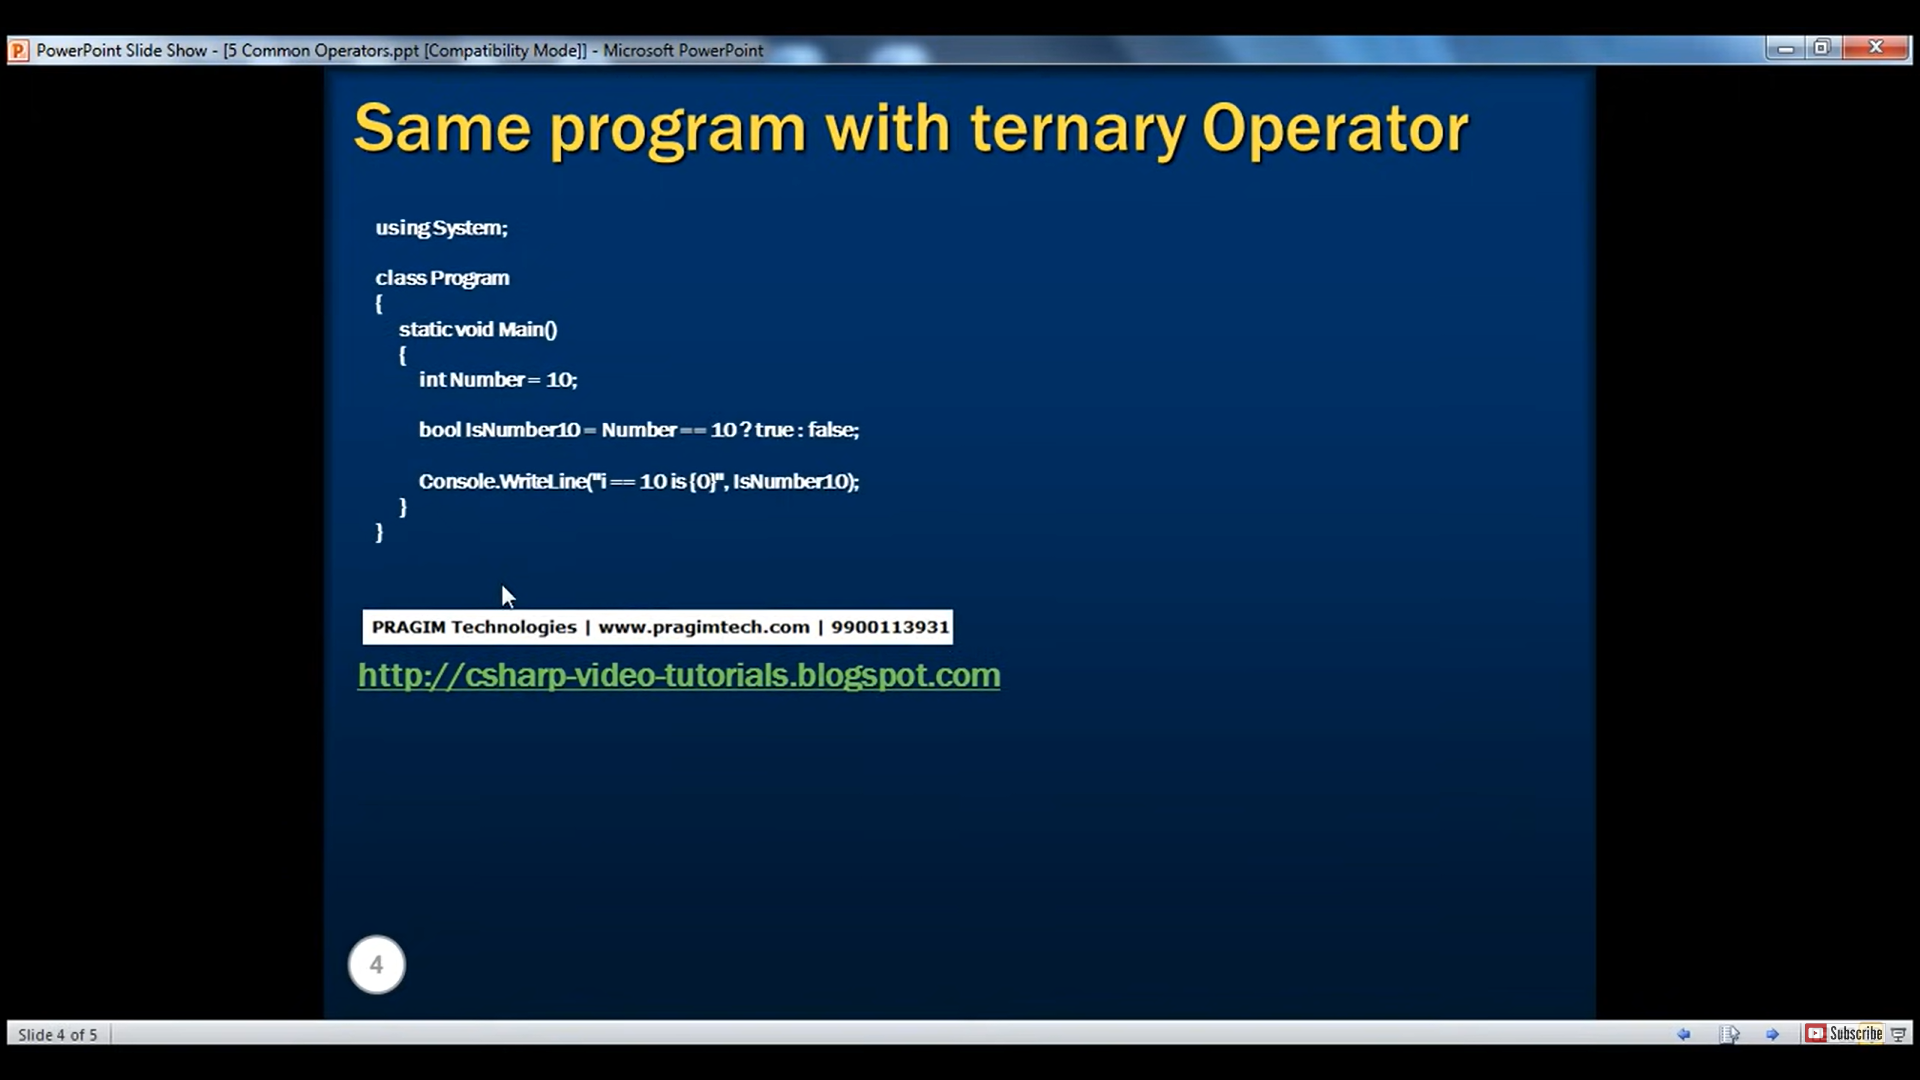 PowerPoint Slide Show - [5 Common Operators.ppt [Compatibility Mode]] - Microsoft PowerPoint
Same program with ternary Operator
using System;
class Program
{
static void Main()
{
int Number = 10;
bool IsNumber10 = Number == 10 ? true : false;
Console.WriteLine("i == 10 is {0}", IsNumber10);
}
}
PRAGIM Technologies | www.pragimtech.com | 9900113931
http://csharp-video-tutorials.blogspot.com
4
Slide 4 of 5
Subscribe